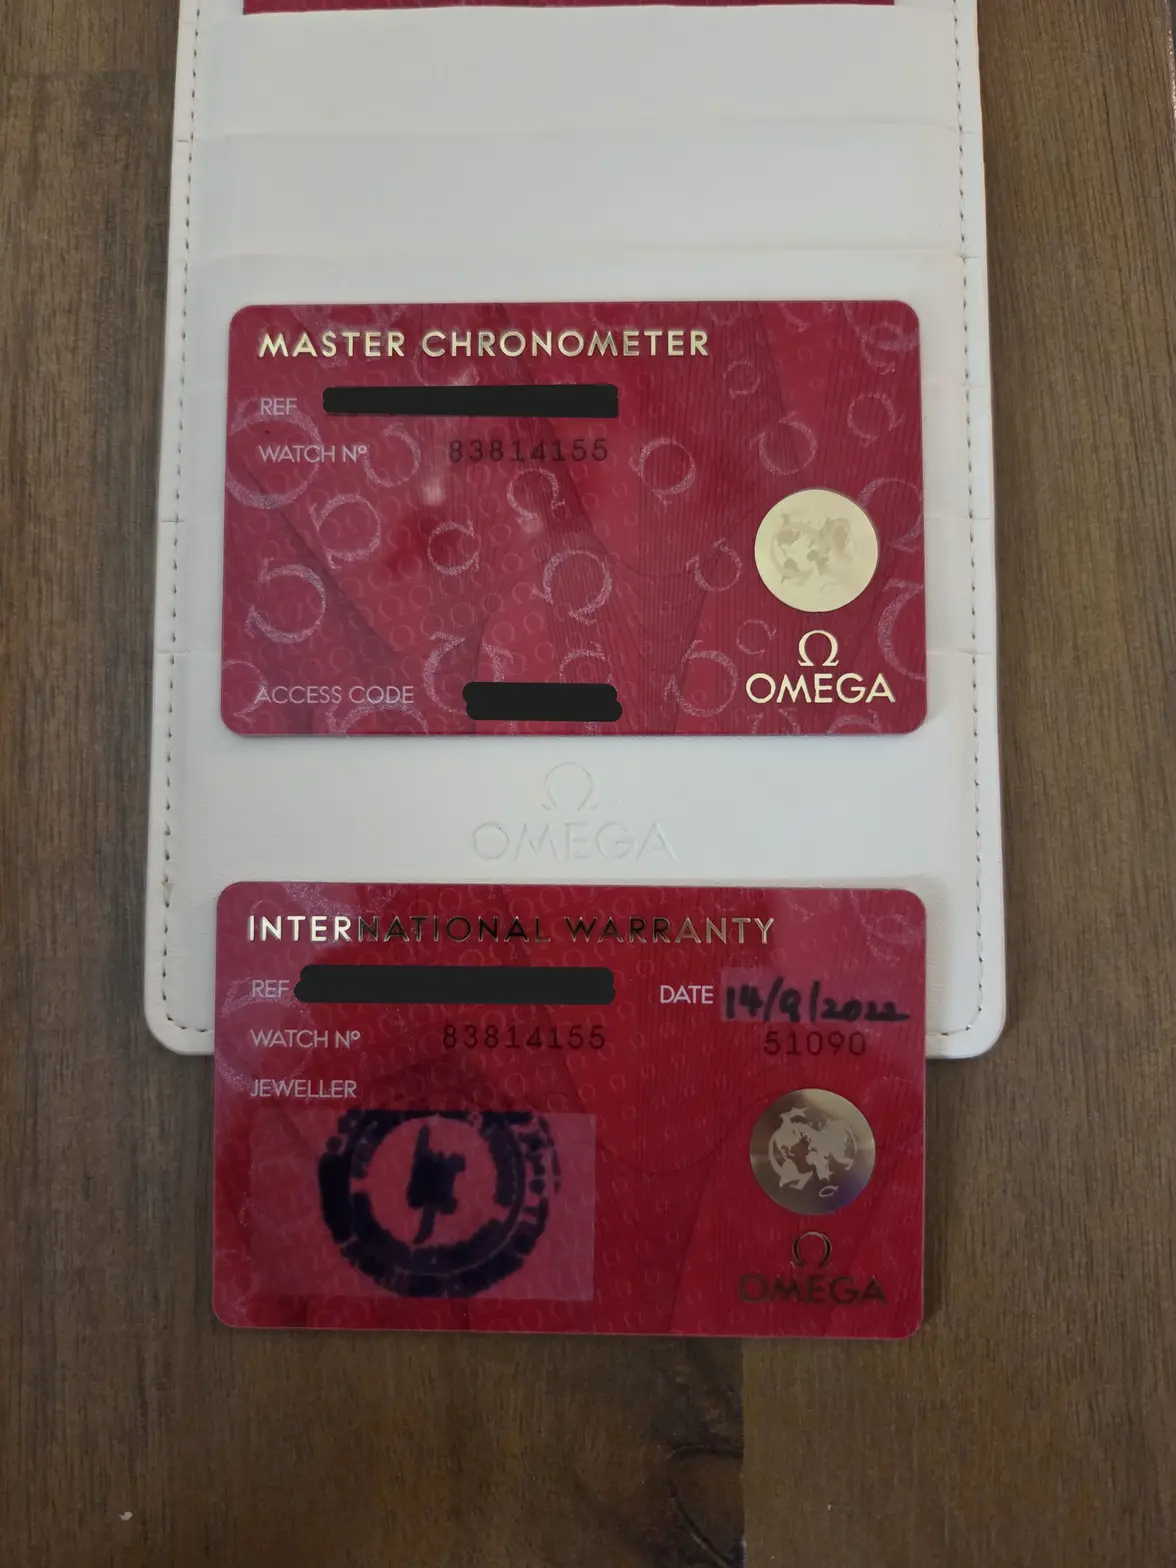 MASTER CHRONOMETER
REF
WATCH Nº 83814155
ACCESS CODE
Ω
OMEGA
Ω
OMEGA
INTERNATIONAL WARRANTY
REF DATE 14/9/2022
WATCH Nº 83814155 51090
JEWELLER
Ω
OMEGA